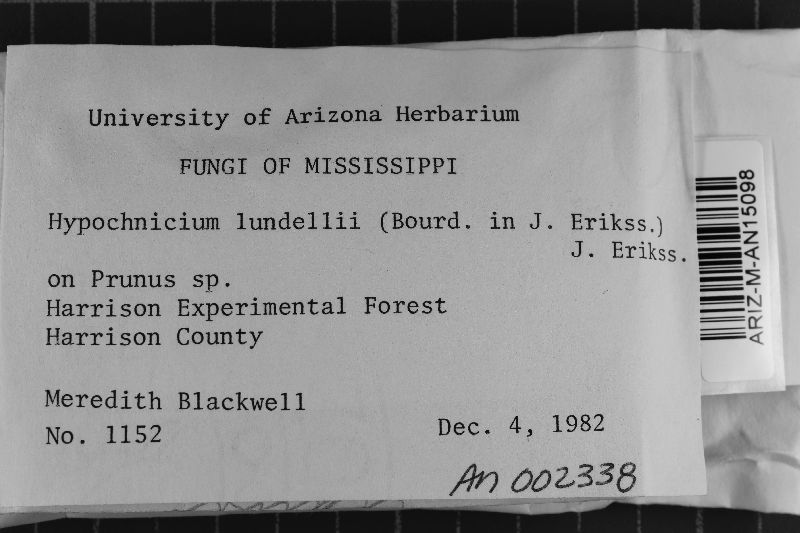 University of Arizona Herbarium
FUNGI OF MISSISSIPPI
Hypochnicium lundellii (Bourd. in J. Erikss.)
J. Erikss.
on Prunus sp.
Harrison Experimental Forest
Harrison County
Meredith Blackwell
No. 1152
Dec. 4, 1982
AN 002338
ARIZ-M-AN15098